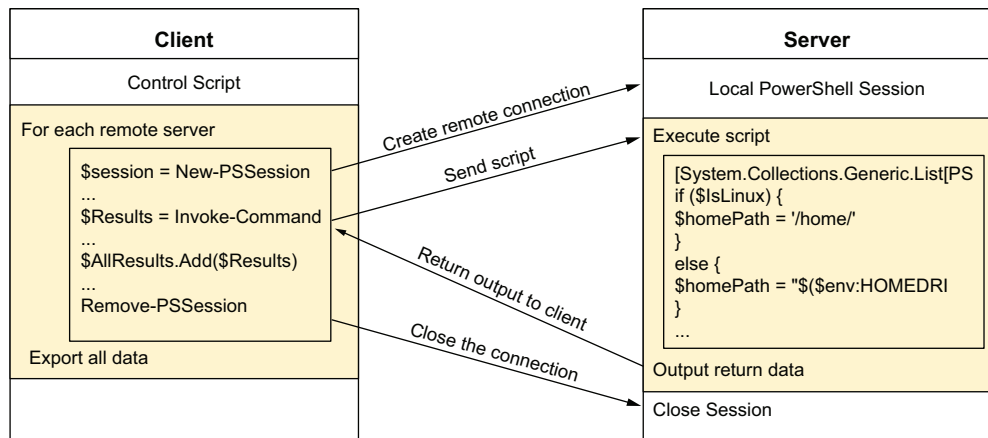 Client
Control Script
For each remote server
$session = New-PSSession
...
$Results = Invoke-Command
...
$AllResults.Add($Results)
...
Remove-PSSession
Export all data
Create remote connection
Send script
Return output to client
Close the connection
Server
Local PowerShell Session
Execute script
[System.Collections.Generic.List[PS
if ($IsLinux) {
$homePath = '/home/'
}
else {
$homePath = "$($env:HOMEDRI
}
...
Output return data
Close Session